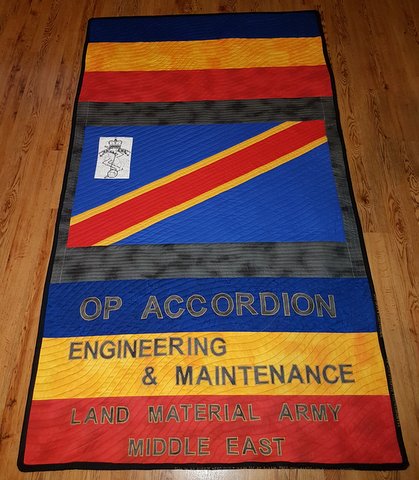 OP ACCORDION
ENGINEERING
& MAINTENANCE
LAND MATERIAL ARMY
MIDDLE EAST